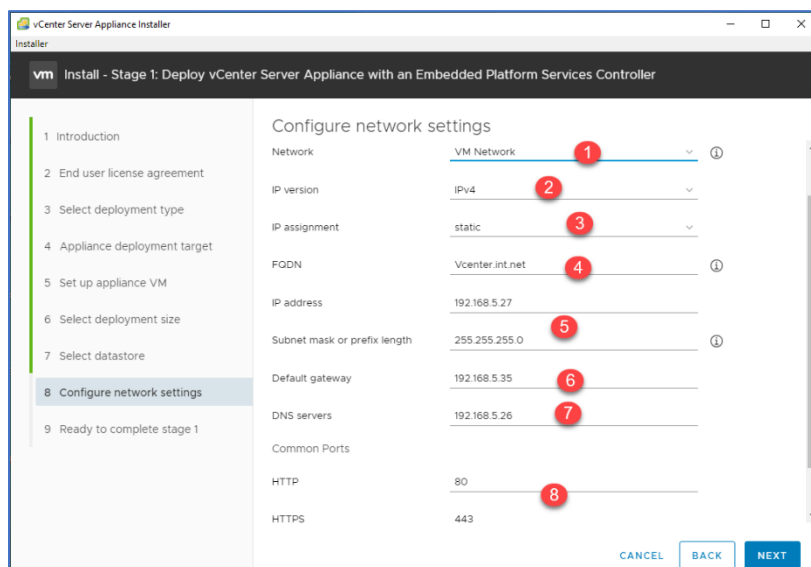 vCenter Server Appliance Installer
Installer
vm Install - Stage 1: Deploy vCenter Server Appliance with an Embedded Platform Services Controller
1 Introduction
2 End user license agreement
3 Select deployment type
4 Appliance deployment target
5 Set up appliance VM
6 Select deployment size
7 Select datastore
8 Configure network settings
9 Ready to complete stage 1
Configure network settings
Network VM Network 1
IP version IPv4 2
IP assignment static 3
FQDN Vcenter.int.net 4
IP address 192.168.5.27
5
Subnet mask or prefix length 255.255.255.0
Default gateway 192.168.5.35 6
DNS servers 192.168.5.26 7
Common Ports
HTTP 80
8
HTTPS 443
CANCEL BACK NEXT